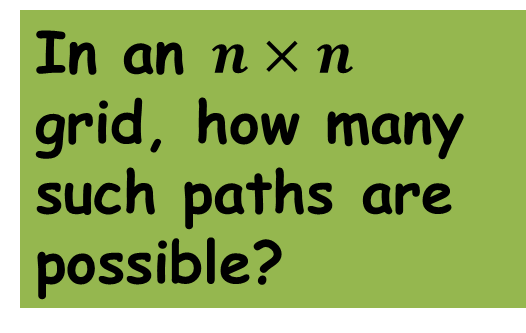 In an n × n
grid, how many
such paths are
possible?